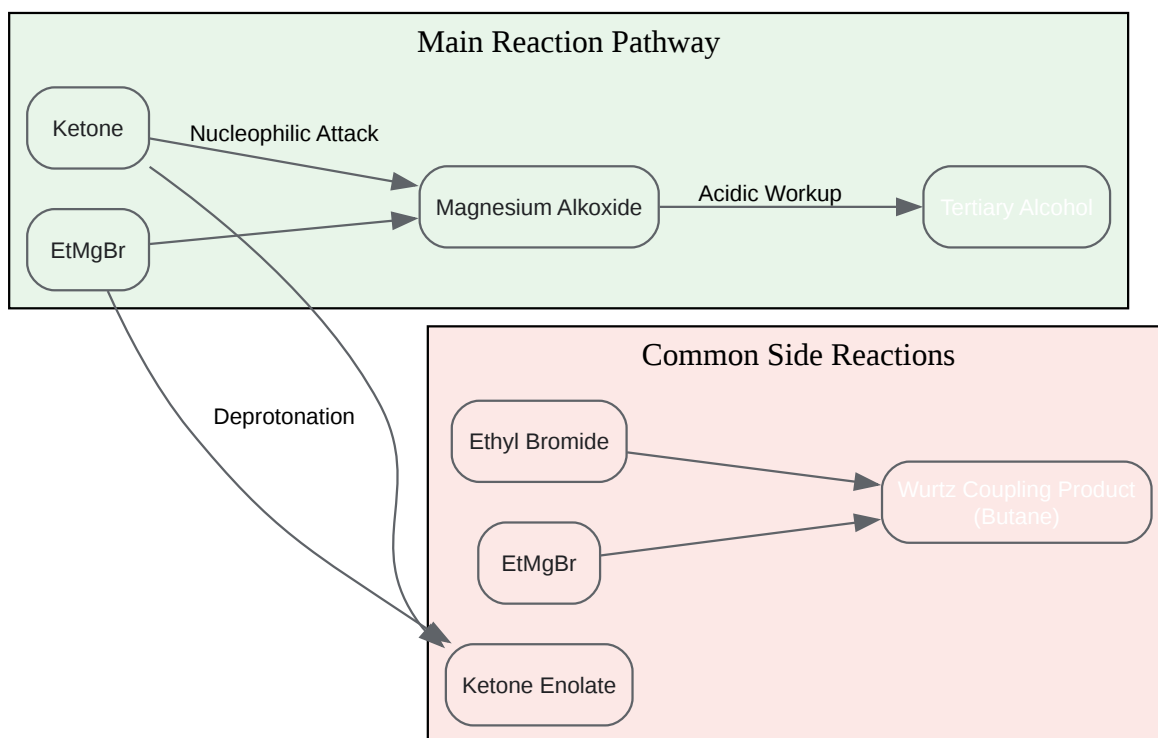 Main Reaction Pathway
Ketone
Nucleophilic Attack
EtMgBr
Magnesium Alkoxide
Acidic Workup
Tertiary Alcohol
Deprotonation
Common Side Reactions
Ethyl Bromide
EtMgBr
Wurtz Coupling Product
(Butane)
Ketone Enolate